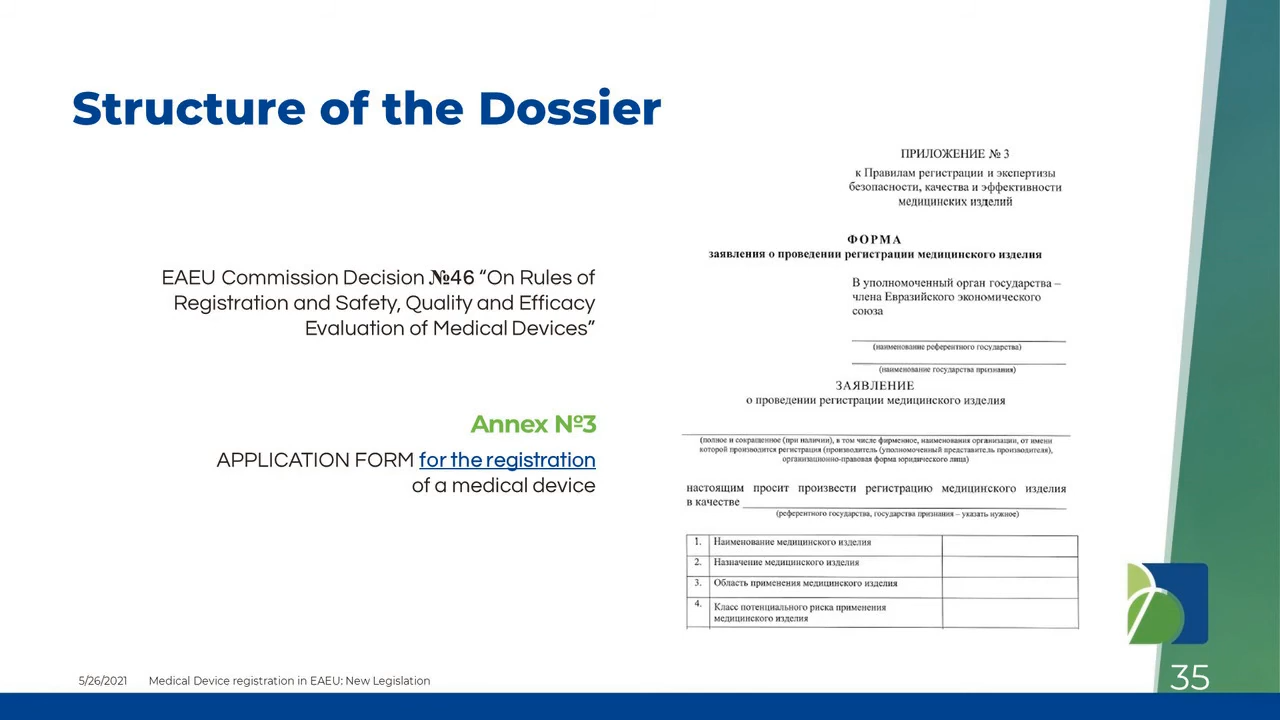 Structure of the Dossier
EAEU Commission Decision №46 “On Rules of
Registration and Safety, Quality and Efficacy
Evaluation of Medical Devices”
Annex №3
APPLICATION FORM for the registration
of a medical device
ПРИЛОЖЕНИЕ № 3
к Правилам регистрации и экспертизы
безопасности, качества и эффективности
медицинских изделий
ФОРМА
заявления о проведении регистрации медицинского изделия
В уполномоченный орган государства –
члена Евразийского экономического
союза
(наименование референтного государства)
(наименование государства признания)
ЗАЯВЛЕНИЕ
о проведении регистрации медицинского изделия
(полное и сокращенное (при наличии), в том числе фирменное, наименования организации, от имени
которой производится регистрация (производитель (уполномоченный представитель производителя),
организационно-правовая форма юридического лица)
настоящим просит произвести регистрацию медицинского изделия
в качестве
(референтного государства, государства признания – указать нужное)
1. Наименование медицинского изделия
2. Назначение медицинского изделия
3. Область применения медицинского изделия
4. Класс потенциального риска применения
медицинского изделия
5/26/2021 Medical Device registration in EAEU: New Legislation
35